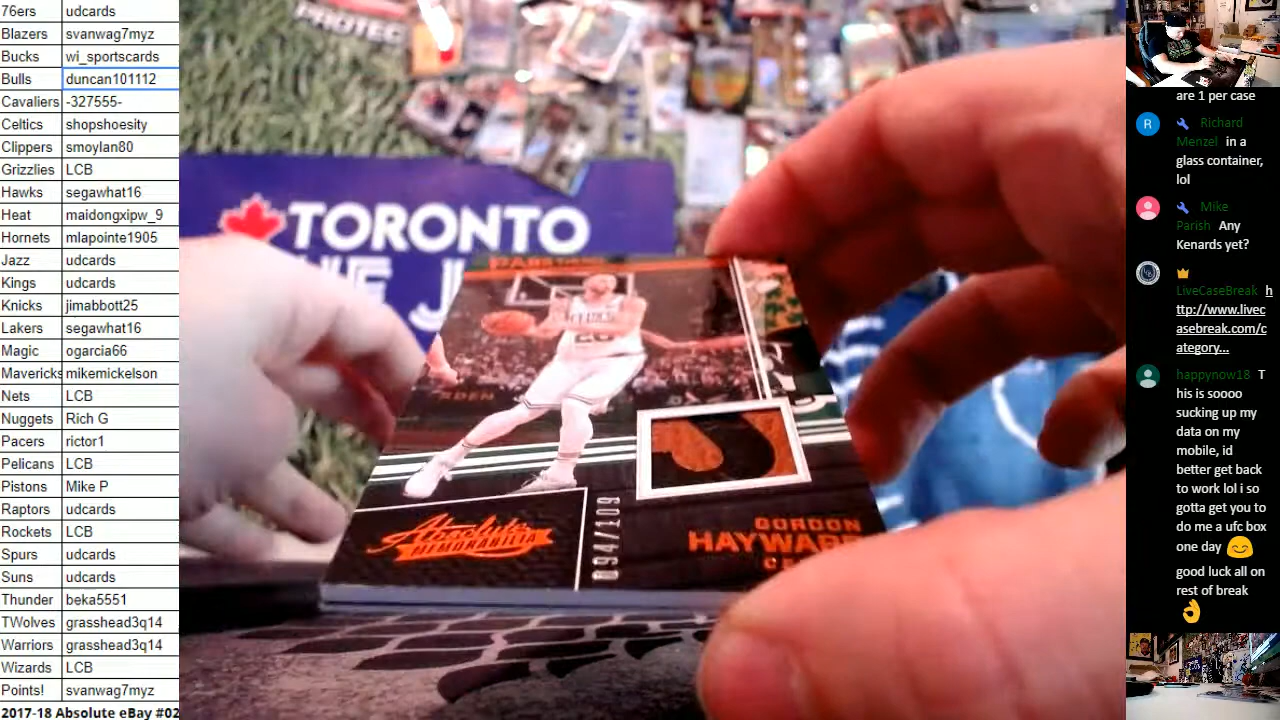 76ers udcards
Blazers svanwag7myz
Bucks wi_sportscards
Bulls duncan101112
Cavaliers -327555-
Celtics shopshoesity
Clippers smoylan80
Grizzlies LCB
Hawks segawhat16
Heat maidongxipw_9
Hornets mlapointe1905
Jazz udcards
Kings udcards
Knicks jimabbott25
Lakers segawhat16
Magic ogarcia66
Mavericks mikemickelson
Nets LCB
Nuggets Rich G
Pacers rictor1
Pelicans LCB
Pistons Mike P
Raptors udcards
Rockets LCB
Spurs udcards
Suns udcards
Thunder beka5551
TWolves grasshead3q14
Warriors grasshead3q14
Wizards LCB
Points! svanwag7myz
2017-18 Absolute eBay #02
TORONTO
Absolute
MEMORABILIA
094/109
GORDON
HAYWARD
are 1 per case
R Richard
Menzel in a
glass container,
lol
Mike
Parish Any
Kenards yet?
LiveCaseBreak h
ttp://www.livec
asebreak.com/c
ategory...
happynow18 T
his is soooo
sucking up my
data on my
mobile, id
better get back
to work lol i so
gotta get you to
do me a ufc box
one day
good luck all on
rest of break